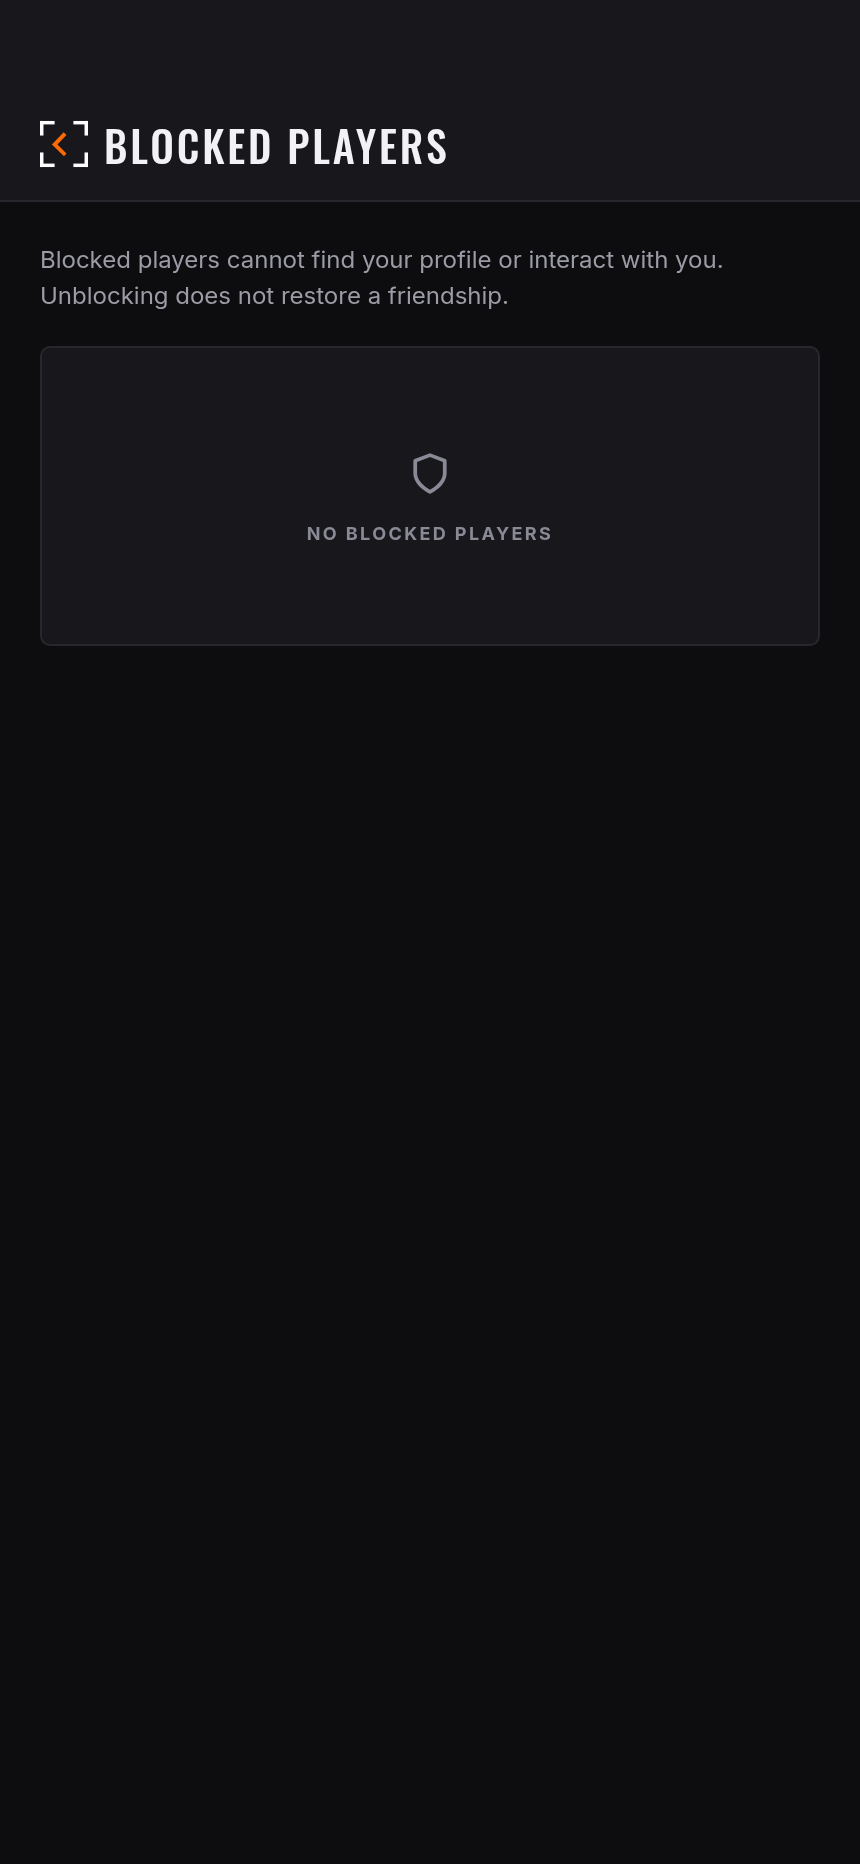 BLOCKED PLAYERS
Blocked players cannot find your profile or interact with you.
Unblocking does not restore a friendship.
NO BLOCKED PLAYERS